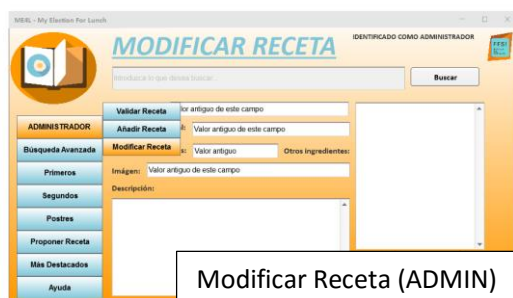 ME4L - My Election For Lunch
MODIFICAR RECETA
IDENTIFICADO COMO ADMINISTRADOR
Introduzca lo que desea buscar...
Buscar
ADMINISTRADOR
Validar Receta
lor antiguo de este campo
Añadir Receta
Valor antiguo de este campo
Búsqueda Avanzada
Modificar Receta
Valor antiguo
Otros ingredientes:
Primeros
Imágen: Valor antiguo de este campo
Segundos
Descripción:
Postres
Proponer Receta
Más Destacados
Ayuda
Modificar Receta (ADMIN)